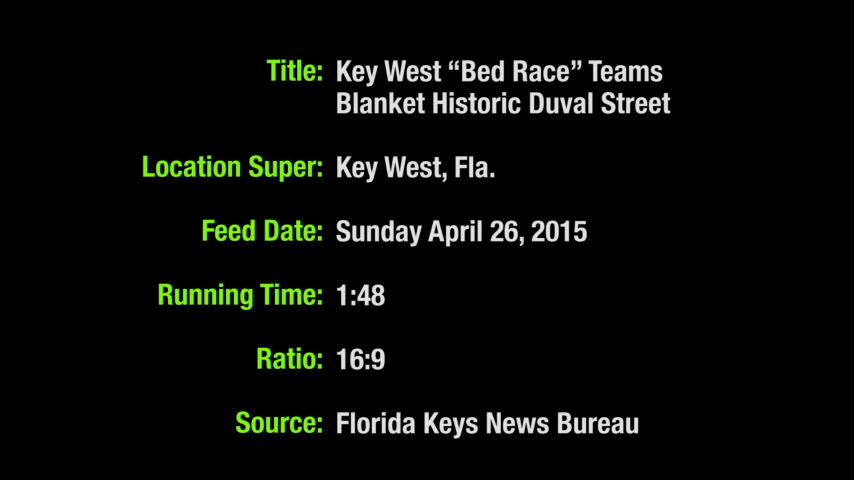 Title: Key West “Bed Race” Teams
Blanket Historic Duval Street
Location Super: Key West, Fla.
Feed Date: Sunday April 26, 2015
Running Time: 1:48
Ratio: 16:9
Source: Florida Keys News Bureau